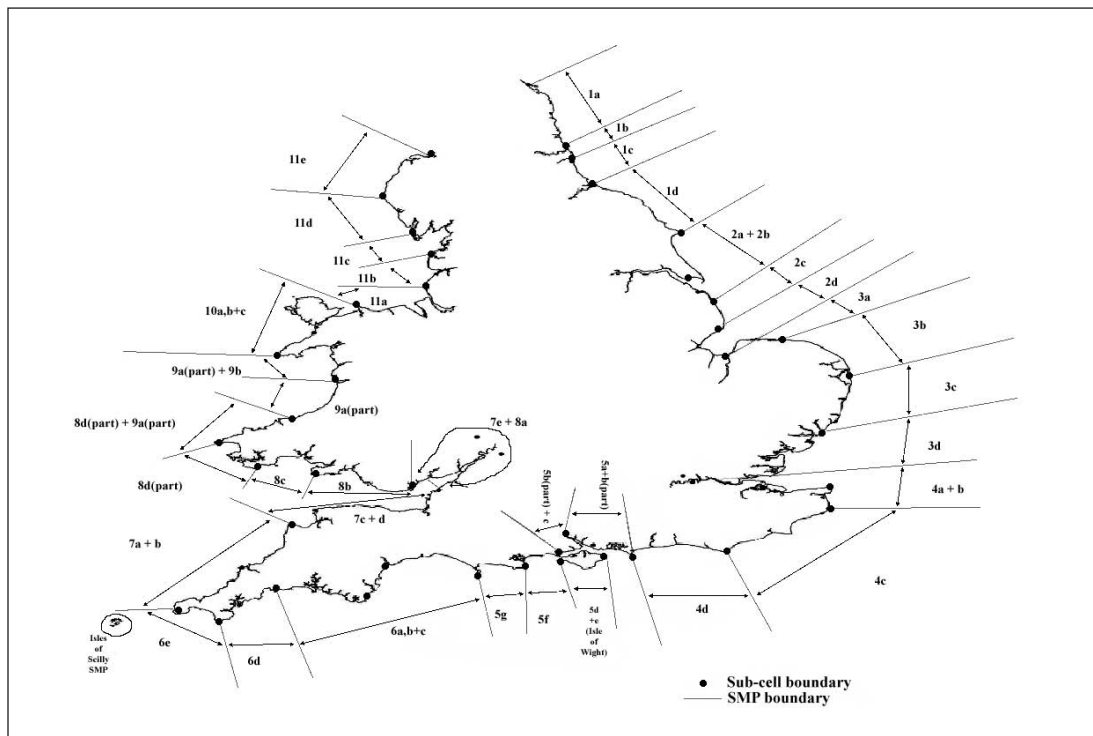 1a
1b
1c
1d
2a + 2b
2c
2d
3a
3b
3c
3d
4a + b
4c
4d
5a+b(part)
5b(part) + c
5d
+e
(Isle
of
Wight)
5f
5g
6a,b+c
6d
6e
Isles
of
Scilly
SMP
7a + b
7c + d
7e + 8a
8b
8c
8d(part)
8d(part) + 9a(part)
9a(part)
9a(part) + 9b
10a,b+c
11a
11b
11c
11d
11e
Sub-cell boundary
SMP boundary